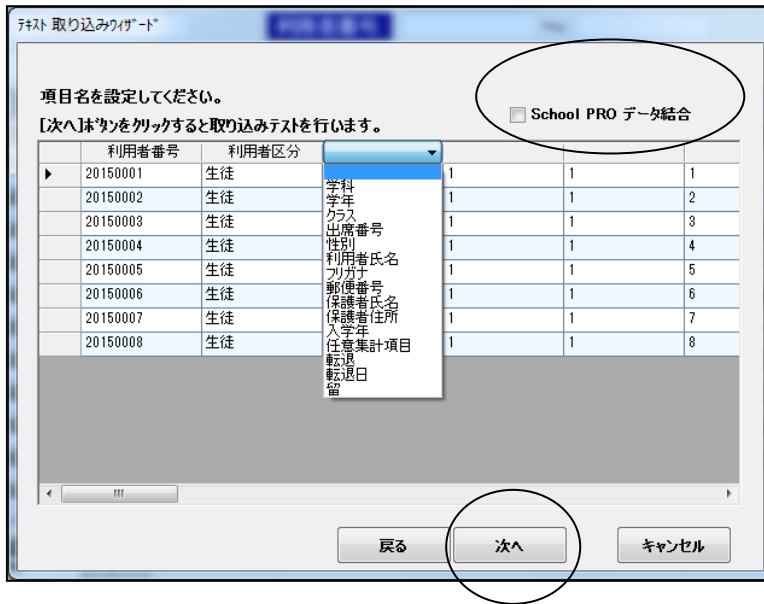 ﾃｷｽﾄ 取り込みｳｨｻﾞｰﾄﾞ
項目名を設定してください。
School PRO データ結合
[次へ]ﾎﾞﾀﾝをｸﾘｯｸすると取り込みﾃｽﾄを行います。
利用者番号 利用者区分
20150001 生徒 1 1 1
20150002 生徒 1 1 2
20150003 生徒 1 1 3
20150004 生徒 1 1 4
20150005 生徒 1 1 5
20150006 生徒 1 1 6
20150007 生徒 1 1 7
20150008 生徒 1 1 8
学科
学年
クラス
出席番号
性別
利用者氏名
フリガナ
郵便番号
保護者氏名
保護者住所
入学年
任意集計項目
転退
転退日
留
戻る 次へ キャンセル